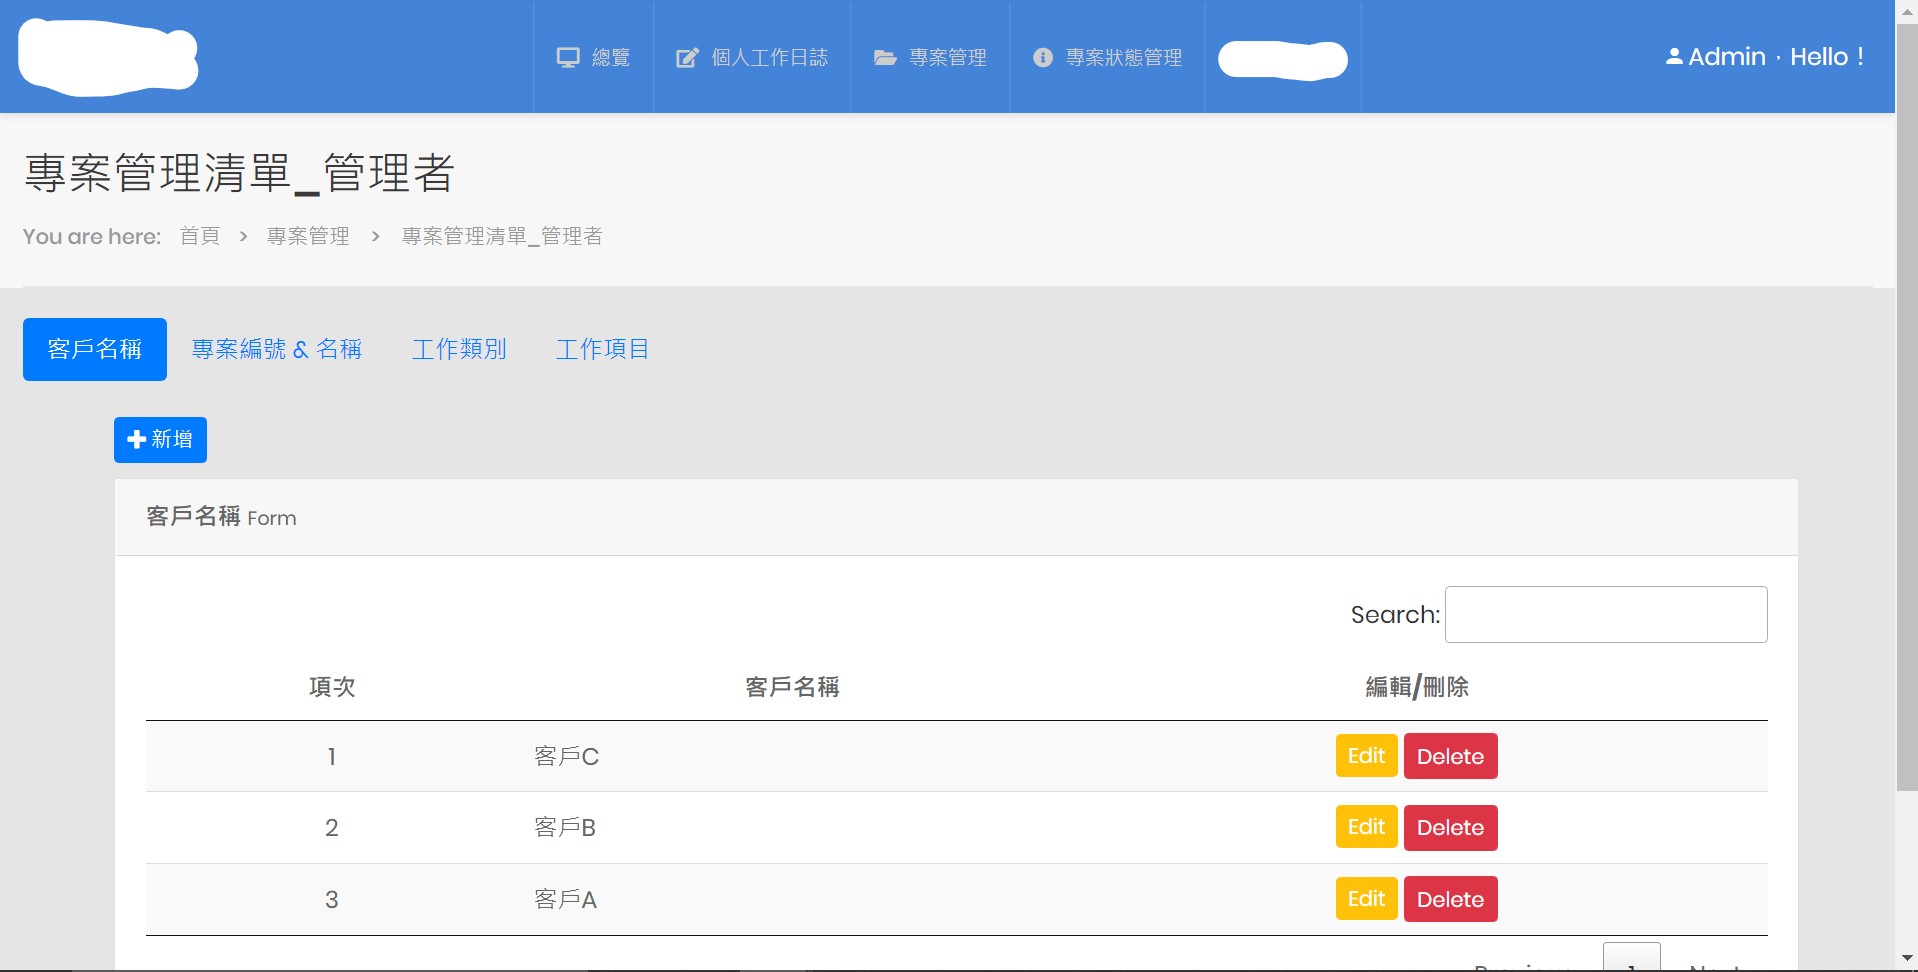 總覽 個人工作日誌 專案管理 專案狀態管理 Admin，Hello！
專案管理清單_管理者
You are here: 首頁 > 專案管理 > 專案管理清單_管理者
客戶名稱 專案編號 & 名稱 工作類別 工作項目
新增
客戶名稱 Form
Search:
項次 客戶名稱 編輯/刪除
1 客戶C Edit Delete
2 客戶B Edit Delete
3 客戶A Edit Delete
Previous 1 Next